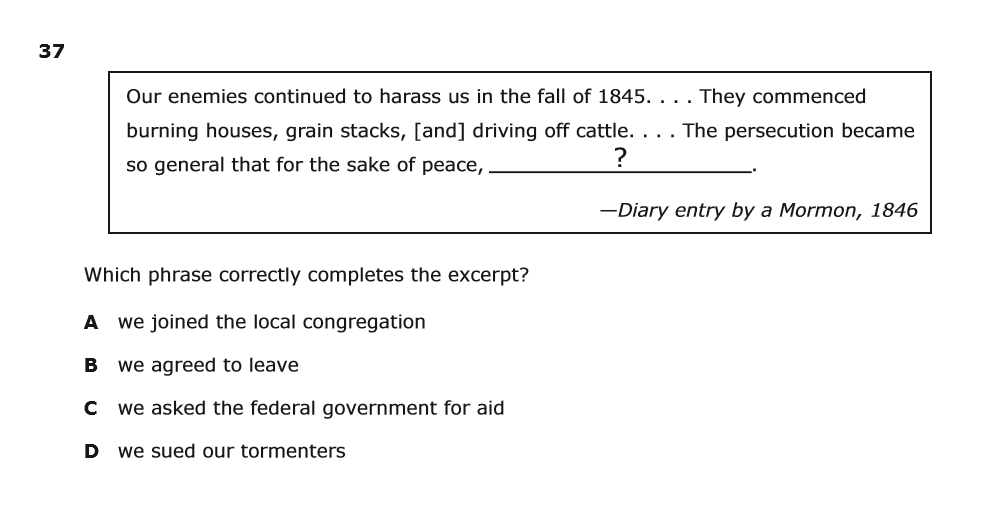 37
Our enemies continued to harass us in the fall of 1845. . . . They commenced
burning houses, grain stacks, [and] driving off cattle. . . . The persecution became
so general that for the sake of peace, ____?____.
—Diary entry by a Mormon, 1846
Which phrase correctly completes the excerpt?
A we joined the local congregation
B we agreed to leave
C we asked the federal government for aid
D we sued our tormenters